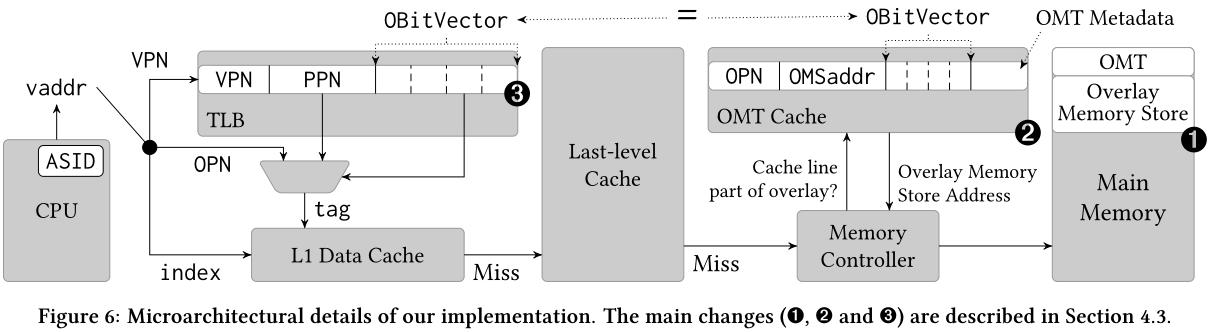 OBitVector
=
OBitVector
OMT Metadata
VPN
vaddr
VPN
PPN
❸
TLB
OPN
OMSaddr
OMT Cache
❷
OMT
Overlay
Memory Store
❶
ASID
CPU
OPN
tag
Last-level
Cache
Cache line
part of overlay?
Overlay Memory
Store Address
Main
Memory
index
L1 Data Cache
Miss
Miss
Memory
Controller
Figure 6: Microarchitectural details of our implementation. The main changes (❶, ❷ and ❸) are described in Section 4.3.